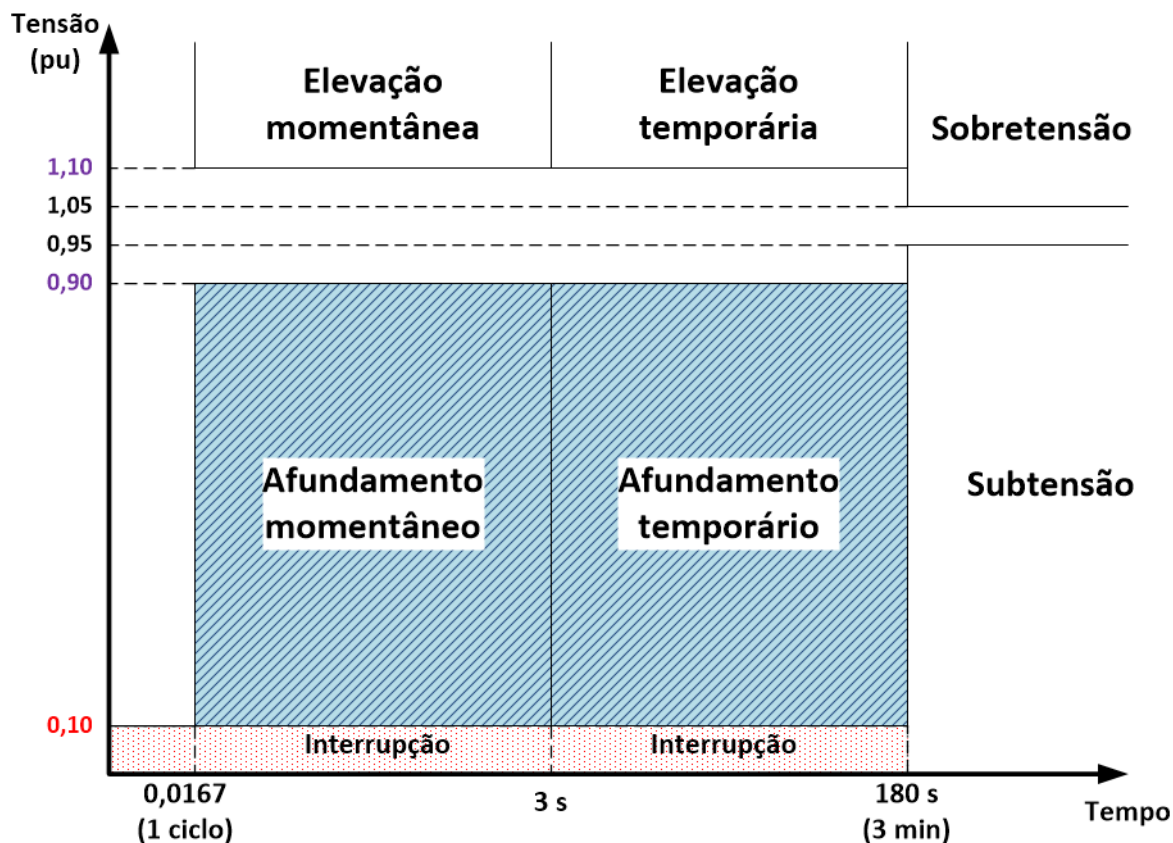 Tensão
(pu)
Elevação
momentânea
Elevação
temporária
Sobretensão
1,10
1,05
0,95
0,90
Afundamento
momentâneo
Afundamento
temporário
Subtensão
0,10
Interrupção
Interrupção
0,0167
(1 ciclo)
3 s
180 s
(3 min)
Tempo